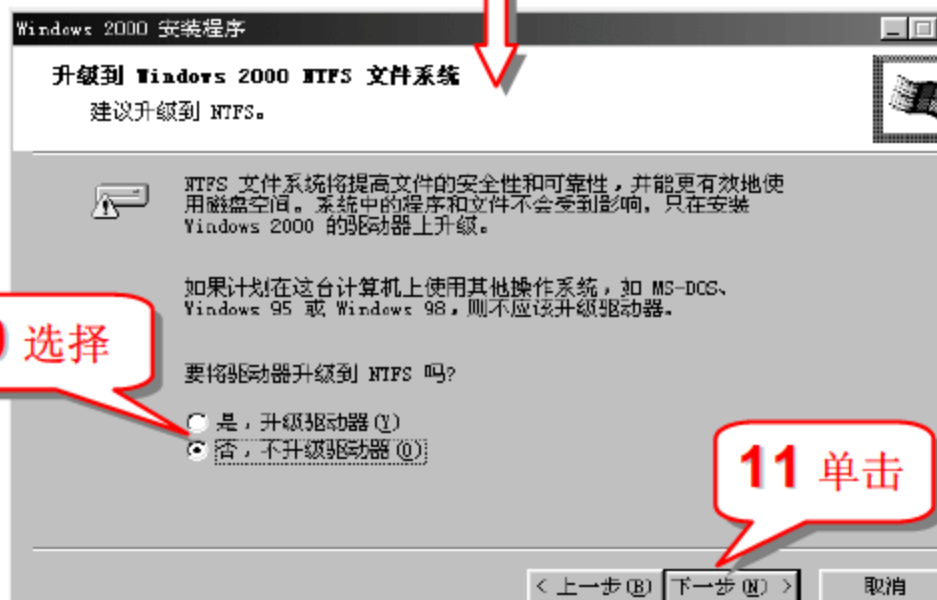 Windows 2000 安装程序
升级到 Windows 2000 NTFS 文件系统
建议升级到 NTFS。
NTFS 文件系统将提高文件的安全性和可靠性，并能更有效地使
用磁盘空间。系统中的程序和文件不会受到影响，只在安装
Windows 2000 的驱动器上升级。
如果计划在这台计算机上使用其他操作系统，如 MS-DOS、
Windows 95 或 Windows 98，则不应该升级驱动器。
选择
要将驱动器升级到 NTFS 吗?
是，升级驱动器(Y)
否，不升级驱动器(O)
11 单击
< 上一步(B)
下一步(N) >
取消